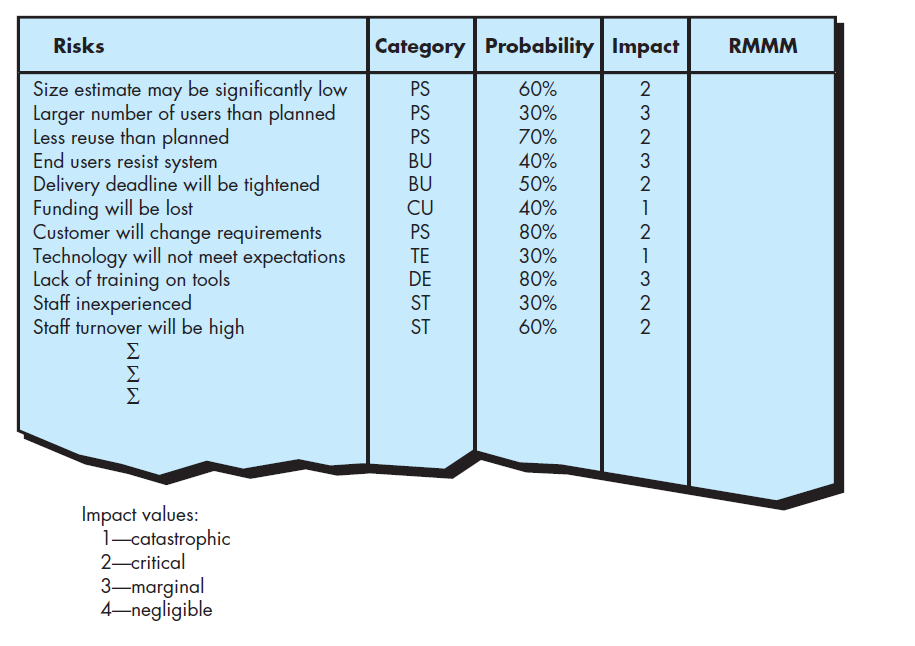 Risks Category Probability Impact RMMM
Size estimate may be significantly low PS 60% 2
Larger number of users than planned PS 30% 3
Less reuse than planned PS 70% 2
End users resist system BU 40% 3
Delivery deadline will be tightened BU 50% 2
Funding will be lost CU 40% 1
Customer will change requirements PS 80% 2
Technology will not meet expectations TE 30% 1
Lack of training on tools DE 80% 3
Staff inexperienced ST 30% 2
Staff turnover will be high ST 60% 2
Σ
Σ
Σ
Impact values:
1—catastrophic
2—critical
3—marginal
4—negligible